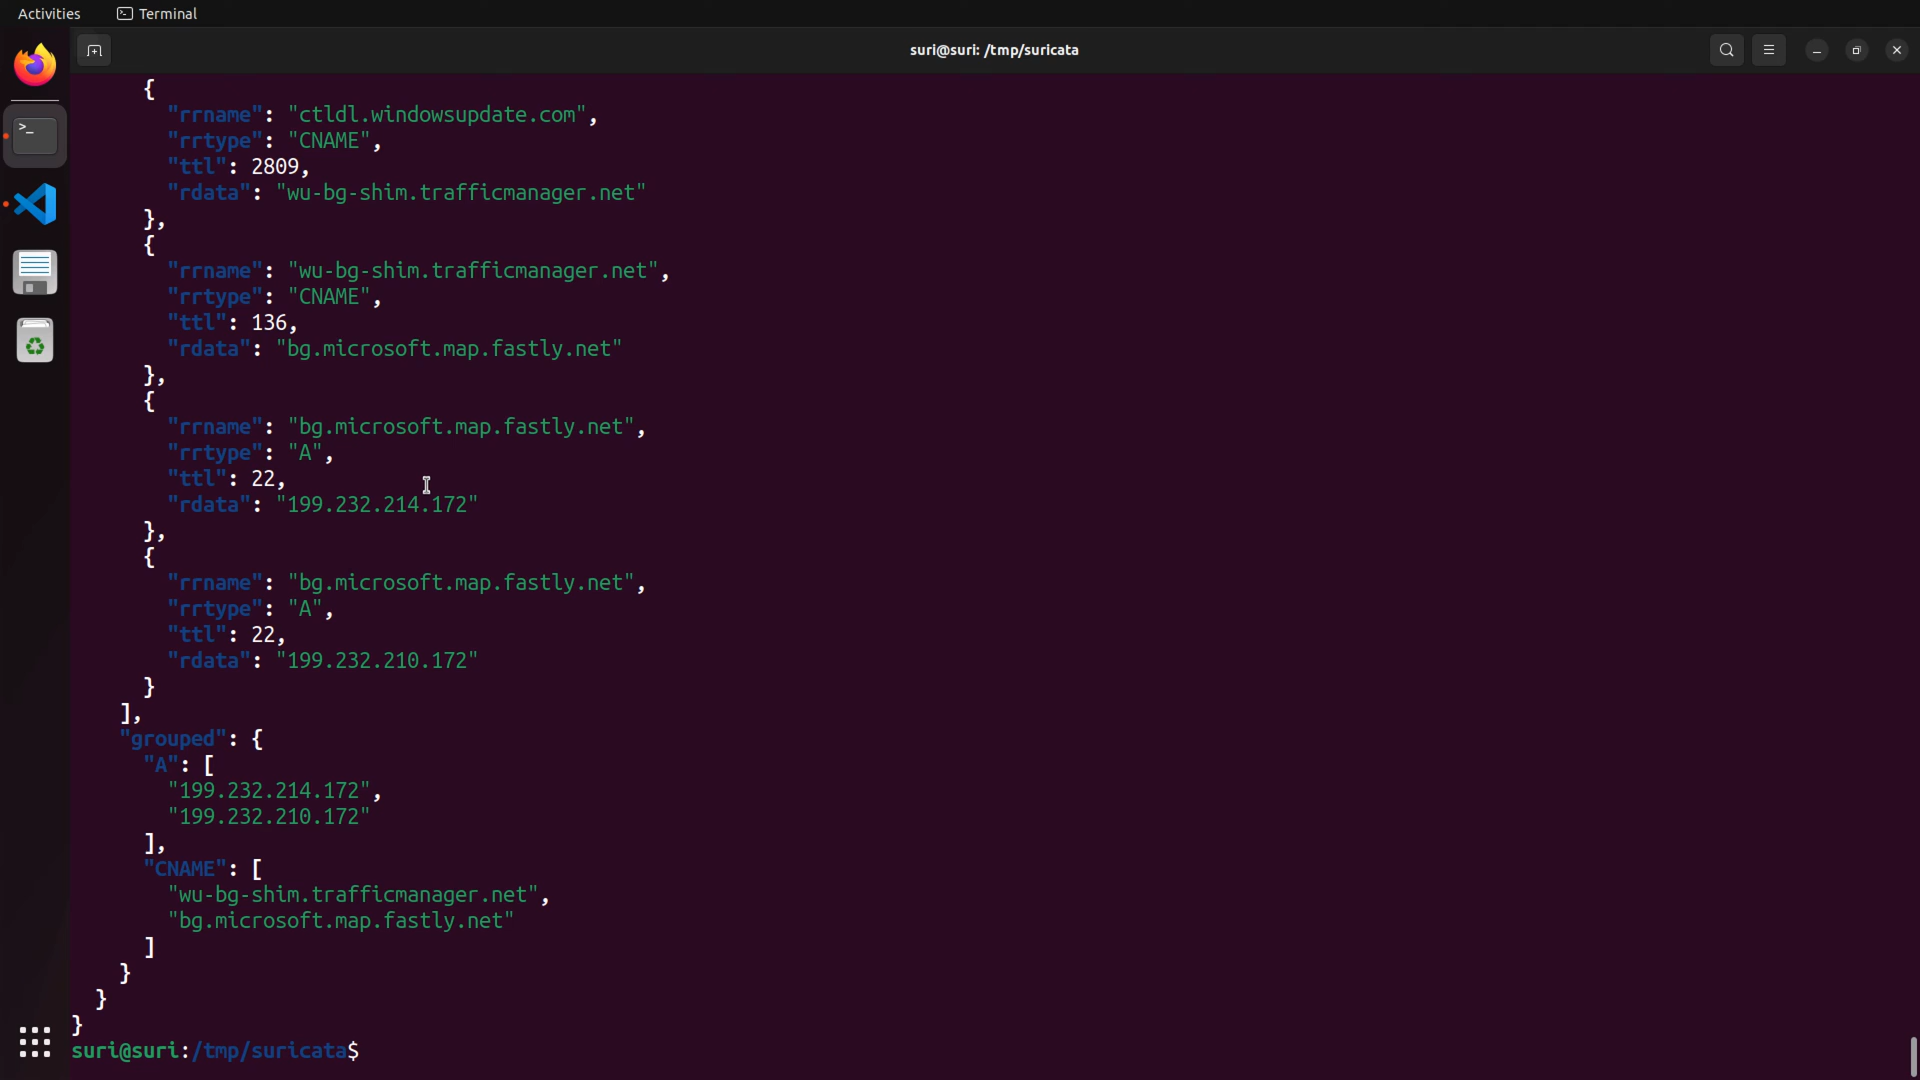 Activities
Terminal
suri@suri: /tmp/suricata
{
"rrname": "ctldl.windowsupdate.com",
"rrtype": "CNAME",
"ttl": 2809,
"rdata": "wu-bg-shim.trafficmanager.net"
},
{
"rrname": "wu-bg-shim.trafficmanager.net",
"rrtype": "CNAME",
"ttl": 136,
"rdata": "bg.microsoft.map.fastly.net"
},
{
"rrname": "bg.microsoft.map.fastly.net",
"rrtype": "A",
"ttl": 22,
"rdata": "199.232.214.172"
},
{
"rrname": "bg.microsoft.map.fastly.net",
"rrtype": "A",
"ttl": 22,
"rdata": "199.232.210.172"
}
],
"grouped": {
"A": [
"199.232.214.172",
"199.232.210.172"
],
"CNAME": [
"wu-bg-shim.trafficmanager.net",
"bg.microsoft.map.fastly.net"
]
}
}
}
suri@suri:/tmp/suricata$